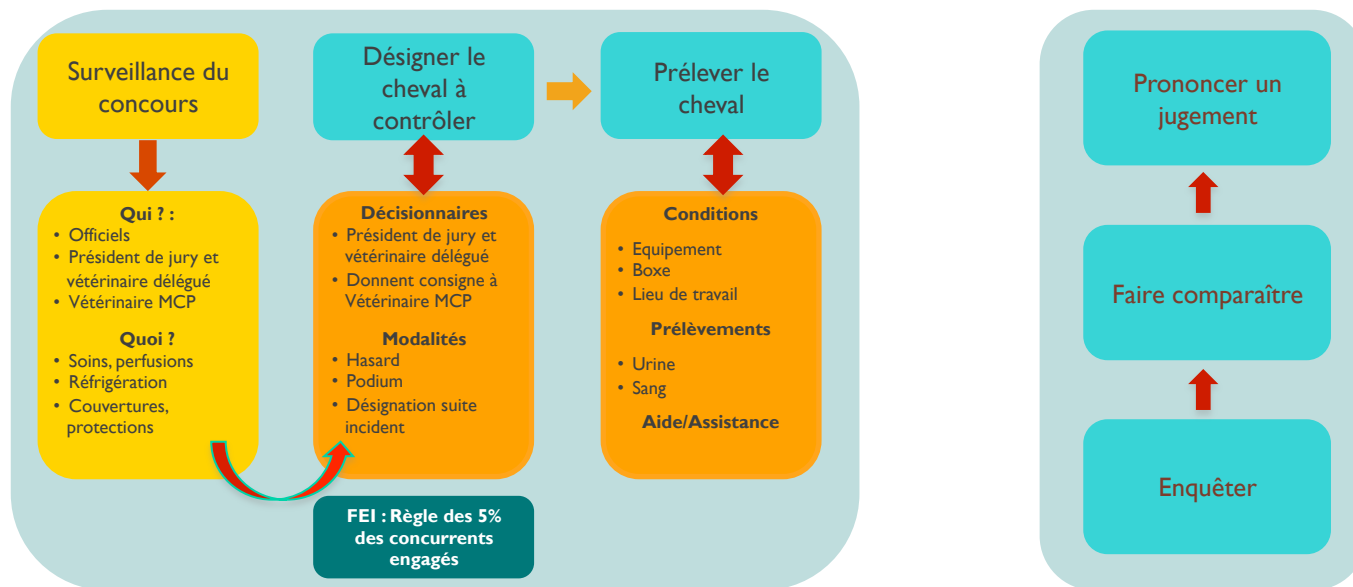 Surveillance du
concours
Qui ? :
• Officiels
• Président de jury et
vétérinaire délégué
• Vétérinaire MCP
Quoi ?
• Soins, perfusions
• Réfrigération
• Couvertures,
protections
Désigner le
cheval à
contrôler
Décisionnaires
• Président de jury et
vétérinaire délégué
• Donnent consigne à
Vétérinaire MCP
Modalités
• Hasard
• Podium
• Désignation suite
incident
FEI : Règle des 5%
des concurrents
engagés
Prélever le
cheval
Conditions
• Equipement
• Boxe
• Lieu de travail
Prélèvements
• Urine
• Sang
Aide/Assistance
Prononcer un
jugement
Faire comparaître
Enquêter